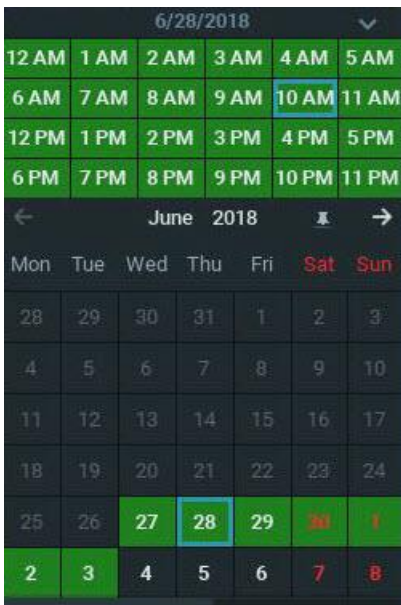 6/28/2018
12 AM 1 AM 2 AM 3 AM 4 AM 5 AM
6 AM 7 AM 8 AM 9 AM 10 AM 11 AM
12 PM 1 PM 2 PM 3 PM 4 PM 5 PM
6 PM 7 PM 8 PM 9 PM 10 PM 11 PM
June 2018
Mon Tue Wed Thu Fri Sat Sun
28 29 30 31 1 2 3
4 5 6 7 8 9 10
11 12 13 14 15 16 17
18 19 20 21 22 23 24
25 26 27 28 29 30 1
2 3 4 5 6 7 8